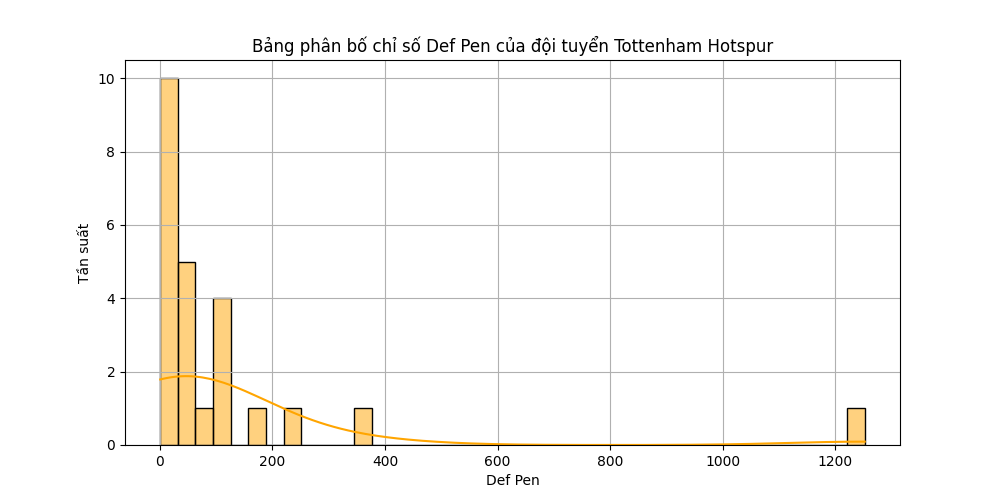 Bảng phân bố chỉ số Def Pen của đội tuyển Tottenham Hotspur
Tần suất
10
8
6
4
2
0
0 200 400 600 800 1000 1200
Def Pen